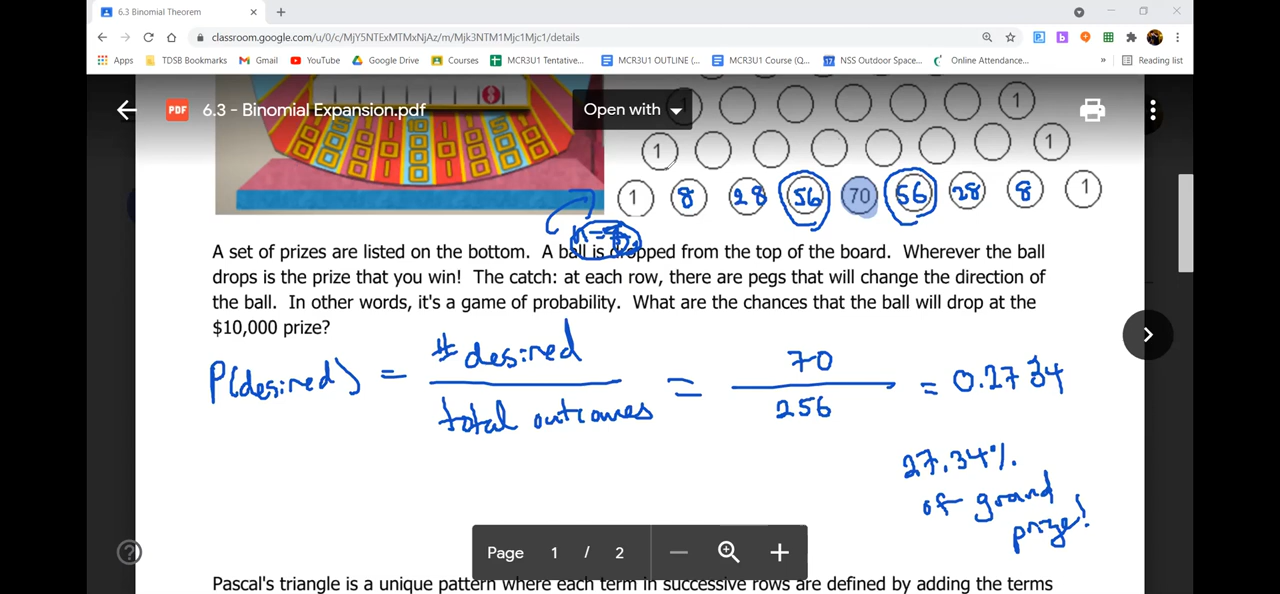 6.3 Binomial Theorem
classroom.google.com/u/0/c/MjY5NTExMTMxNjAz/m/Mjk3NTM1Mjc1Mjc1/details
Apps TDSB Bookmarks Gmail YouTube Google Drive Courses MCR3U1 Tentative... MCR3U1 OUTLINE (... MCR3U1 Course (Q... NSS Outdoor Space... Online Attendance... » Reading list
PDF 6.3 - Binomial Expansion.pdf Open with
1
1 1
1 8 28 56 70 56 28 8 1
A set of prizes are listed on the bottom. A ball is dropped from the top of the board. Wherever the ball
drops is the prize that you win! The catch: at each row, there are pegs that will change the direction of
the ball. In other words, it's a game of probability. What are the chances that the ball will drop at the
$10,000 prize?
P(desired) = # desired / total outcomes = 70 / 256 = 0.2734
27.34%
of grand
prize!
Page 1 / 2
Pascal's triangle is a unique pattern where each term in successive rows are defined by adding the terms